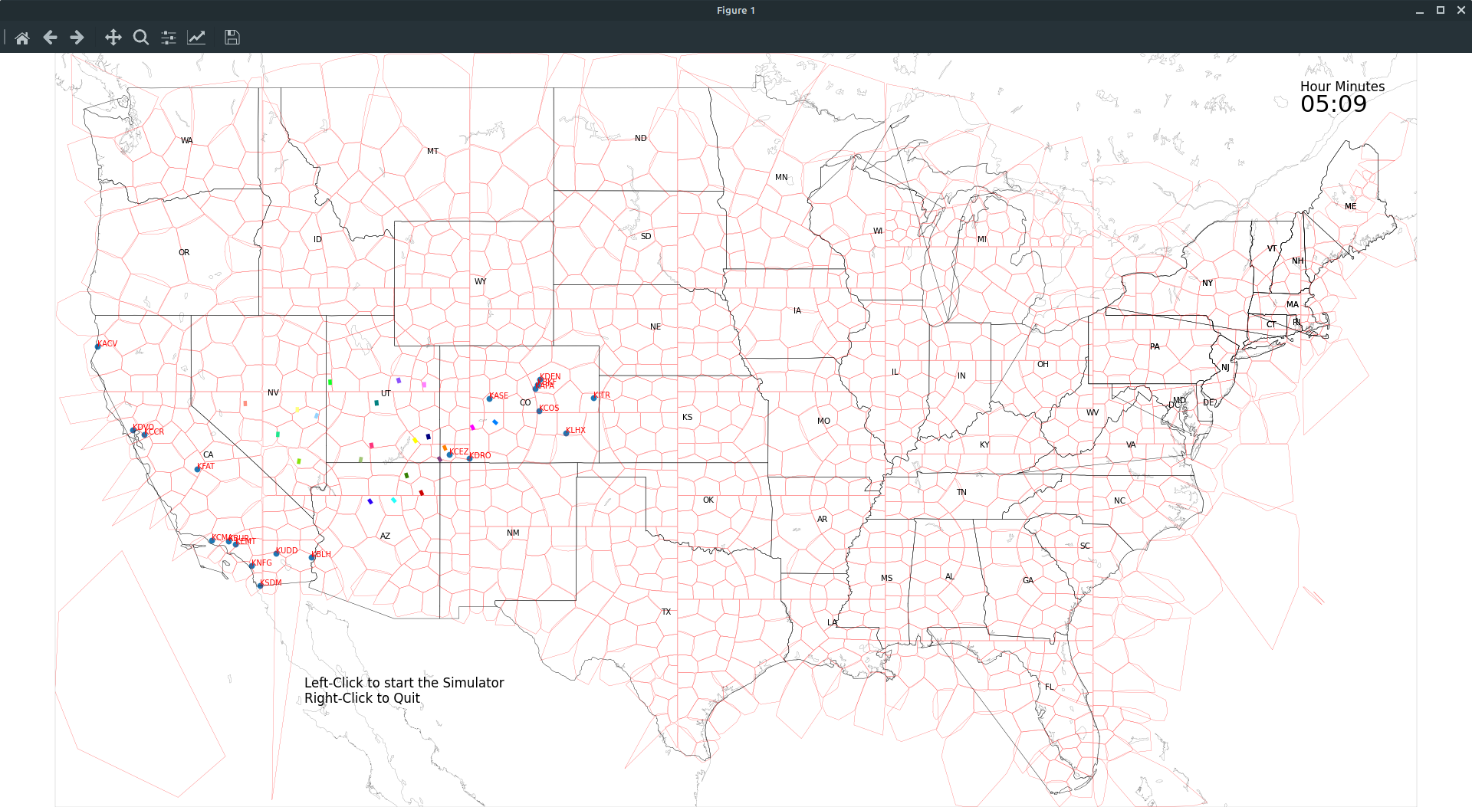 Figure 1
Hour Minutes
05:09
WA
MT
ND
MN
ME
OR
ID
SD
WI
MI
VT
NH
NY
WY
MA
IA
CT
RI
NE
KACV
PA
OH
NJ
IL
IN
KDEN
NV
UT
KASE
KITR
CO
KCOS
MD
DC
DE
WV
KS
MO
KDVO
KCCR
KLHX
VA
KY
CA
KCEZ
KDRO
KFAT
TN
OK
NC
AR
AZ
NM
KEMT
SC
KUDD
KBLH
KNFG
KSDM
MS
AL
GA
TX
LA
Left-Click to start the Simulator
Right-Click to Quit
FL